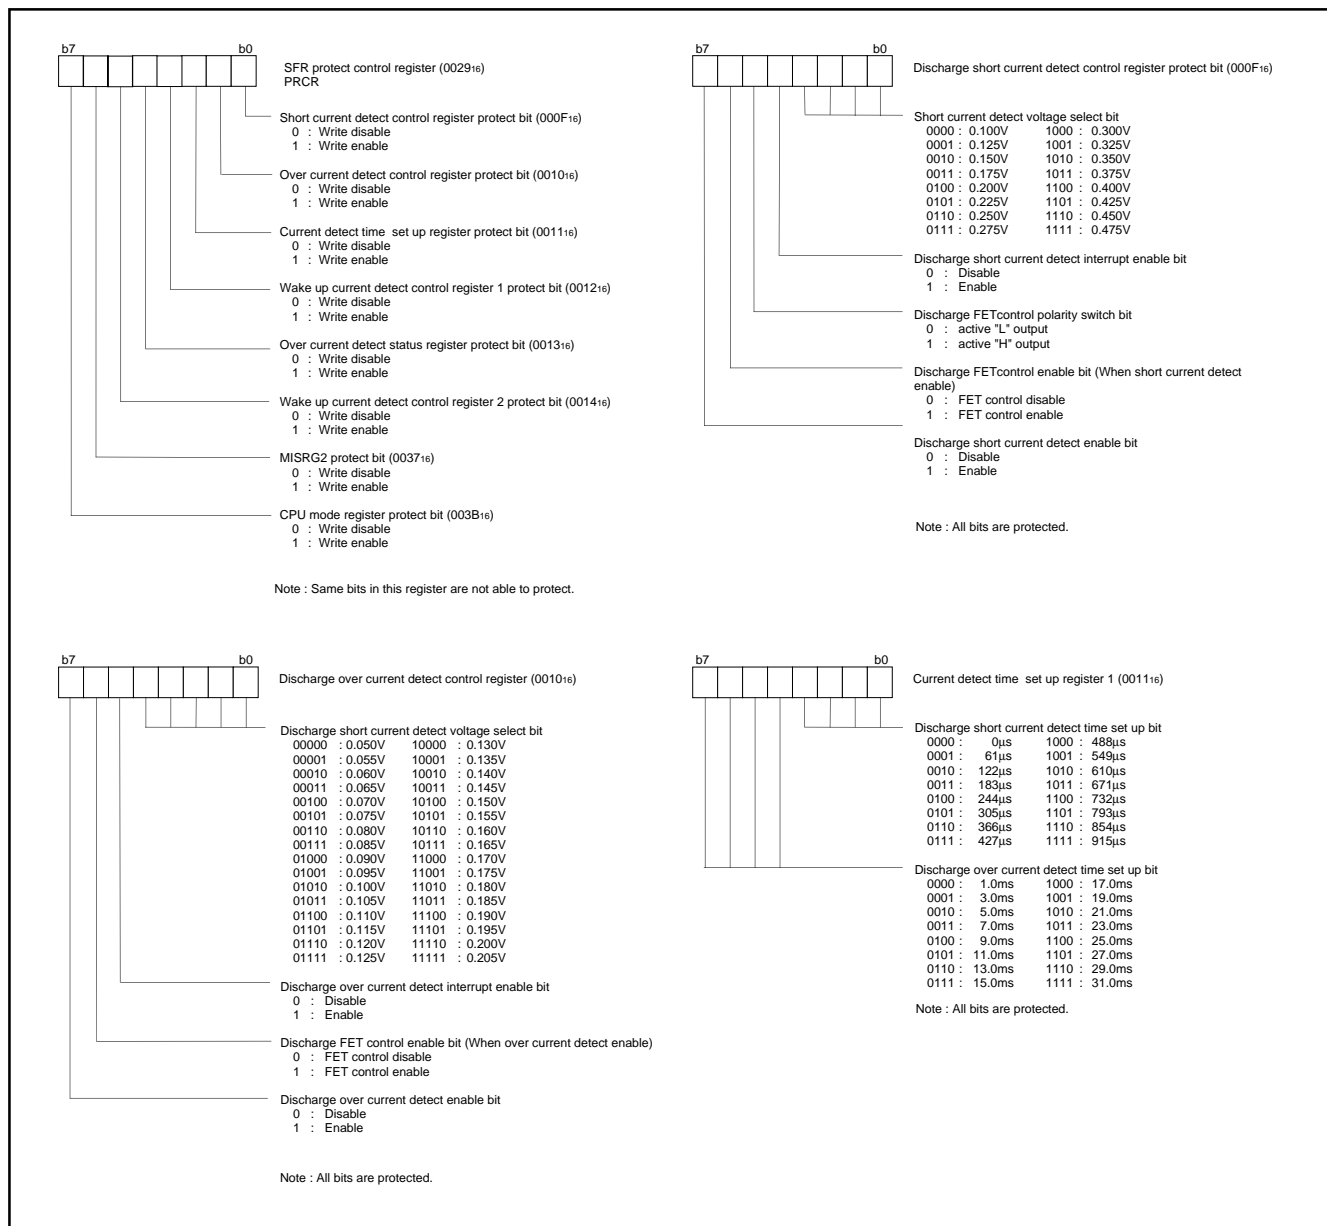 b7 b0
SFR protect control register (0029₁₆)
PRCR
Short current detect control register protect bit (000F₁₆)
0 : Write disable
1 : Write enable
Over current detect control register protect bit (0010₁₆)
0 : Write disable
1 : Write enable
Current detect time set up register protect bit (0011₁₆)
0 : Write disable
1 : Write enable
Wake up current detect control register 1 protect bit (0012₁₆)
0 : Write disable
1 : Write enable
Over current detect status register protect bit (0013₁₆)
0 : Write disable
1 : Write enable
Wake up current detect control register 2 protect bit (0014₁₆)
0 : Write disable
1 : Write enable
MISRG2 protect bit (0037₁₆)
0 : Write disable
1 : Write enable
CPU mode register protect bit (003B₁₆)
0 : Write disable
1 : Write enable
Note : Same bits in this register are not able to protect.
b7 b0
Discharge short current detect control register protect bit (000F₁₆)
Short current detect voltage select bit
0000 : 0.100V 1000 : 0.300V
0001 : 0.125V 1001 : 0.325V
0010 : 0.150V 1010 : 0.350V
0011 : 0.175V 1011 : 0.375V
0100 : 0.200V 1100 : 0.400V
0101 : 0.225V 1101 : 0.425V
0110 : 0.250V 1110 : 0.450V
0111 : 0.275V 1111 : 0.475V
Discharge short current detect interrupt enable bit
0 : Disable
1 : Enable
Discharge FETcontrol polarity switch bit
0 : active "L" output
1 : active "H" output
Discharge FETcontrol enable bit (When short current detect
enable)
0 : FET control disable
1 : FET control enable
Discharge short current detect enable bit
0 : Disable
1 : Enable
Note : All bits are protected.
b7 b0
Discharge over current detect control register (0010₁₆)
Discharge short current detect voltage select bit
00000 : 0.050V 10000 : 0.130V
00001 : 0.055V 10001 : 0.135V
00010 : 0.060V 10010 : 0.140V
00011 : 0.065V 10011 : 0.145V
00100 : 0.070V 10100 : 0.150V
00101 : 0.075V 10101 : 0.155V
00110 : 0.080V 10110 : 0.160V
00111 : 0.085V 10111 : 0.165V
01000 : 0.090V 11000 : 0.170V
01001 : 0.095V 11001 : 0.175V
01010 : 0.100V 11010 : 0.180V
01011 : 0.105V 11011 : 0.185V
01100 : 0.110V 11100 : 0.190V
01101 : 0.115V 11101 : 0.195V
01110 : 0.120V 11110 : 0.200V
01111 : 0.125V 11111 : 0.205V
Discharge over current detect interrupt enable bit
0 : Disable
1 : Enable
Discharge FET control enable bit (When over current detect enable)
0 : FET control disable
1 : FET control enable
Discharge over current detect enable bit
0 : Disable
1 : Enable
Note : All bits are protected.
b7 b0
Current detect time set up register 1 (0011₁₆)
Discharge short current detect time set up bit
0000 : 0µs 1000 : 488µs
0001 : 61µs 1001 : 549µs
0010 : 122µs 1010 : 610µs
0011 : 183µs 1011 : 671µs
0100 : 244µs 1100 : 732µs
0101 : 305µs 1101 : 793µs
0110 : 366µs 1110 : 854µs
0111 : 427µs 1111 : 915µs
Discharge over current detect time set up bit
0000 : 1.0ms 1000 : 17.0ms
0001 : 3.0ms 1001 : 19.0ms
0010 : 5.0ms 1010 : 21.0ms
0011 : 7.0ms 1011 : 23.0ms
0100 : 9.0ms 1100 : 25.0ms
0101 : 11.0ms 1101 : 27.0ms
0110 : 13.0ms 1110 : 29.0ms
0111 : 15.0ms 1111 : 31.0ms
Note : All bits are protected.